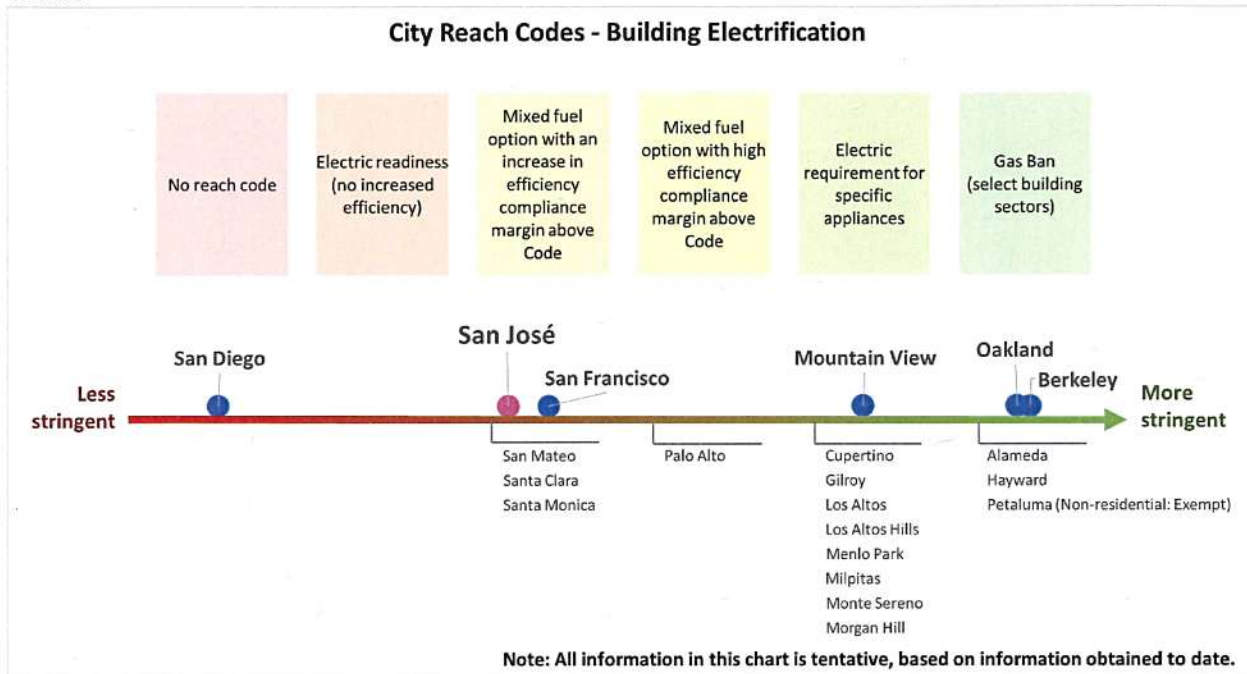 City Reach Codes - Building Electrification
No reach code
Electric readiness
(no increased
efficiency)
Mixed fuel
option with an
increase in
efficiency
compliance
margin above
Code
Mixed fuel
option with high
efficiency
compliance
margin above
Code
Electric
requirement for
specific
appliances
Gas Ban
(select building
sectors)
San Diego
San José
San Francisco
Mountain View
Oakland
Berkeley
Less
stringent
More
stringent
San Mateo
Santa Clara
Santa Monica
Palo Alto
Cupertino
Gilroy
Los Altos
Los Altos Hills
Menlo Park
Milpitas
Monte Sereno
Morgan Hill
Alameda
Hayward
Petaluma (Non-residential: Exempt)
Note: All information in this chart is tentative, based on information obtained to date.